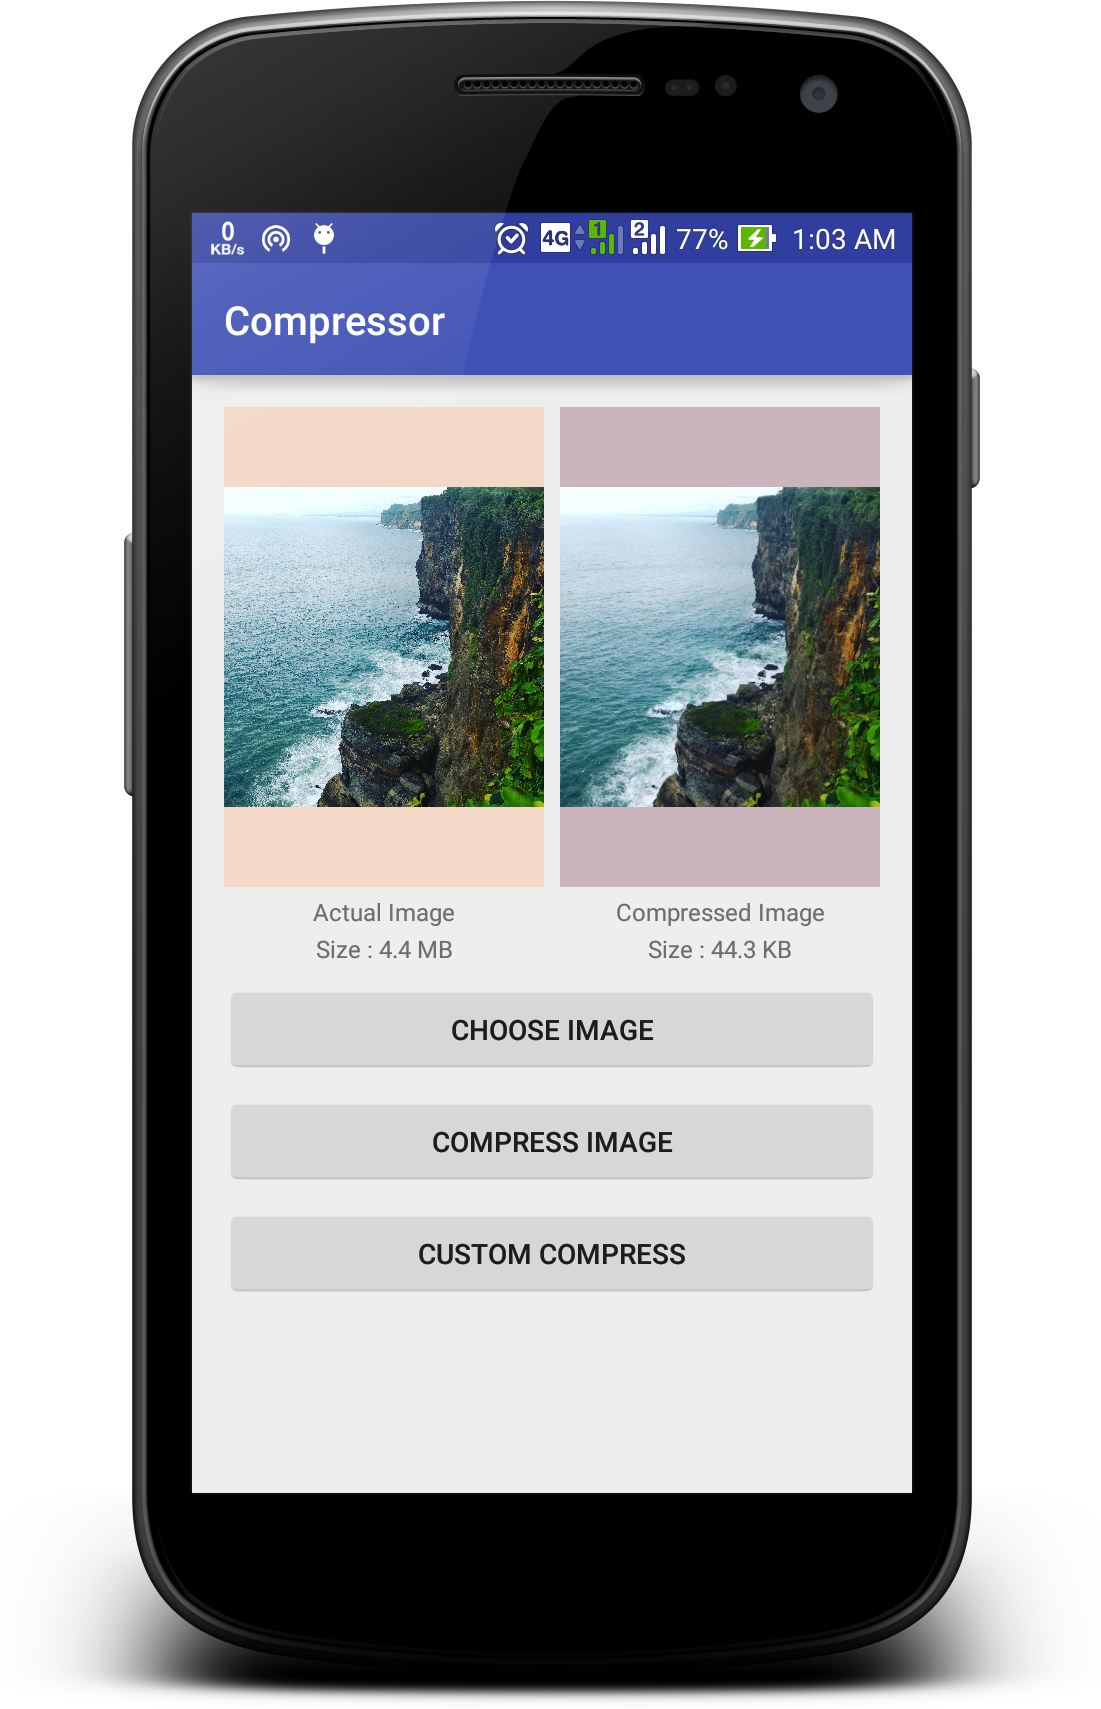 0
KB/s
4G 1 2 77% 1:03 AM
Compressor
Actual Image
Size : 4.4 MB
Compressed Image
Size : 44.3 KB
CHOOSE IMAGE
COMPRESS IMAGE
CUSTOM COMPRESS